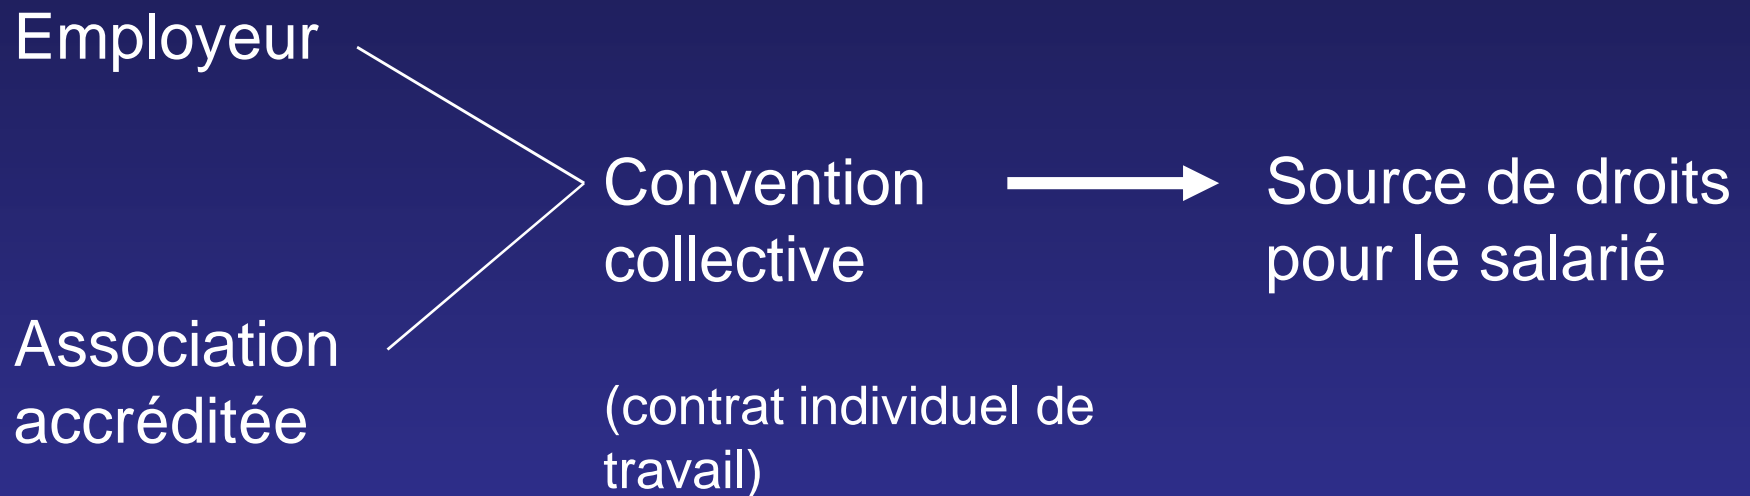 Employeur
Association
accréditée
Convention
collective
(contrat individuel de
travail)
Source de droits
pour le salarié